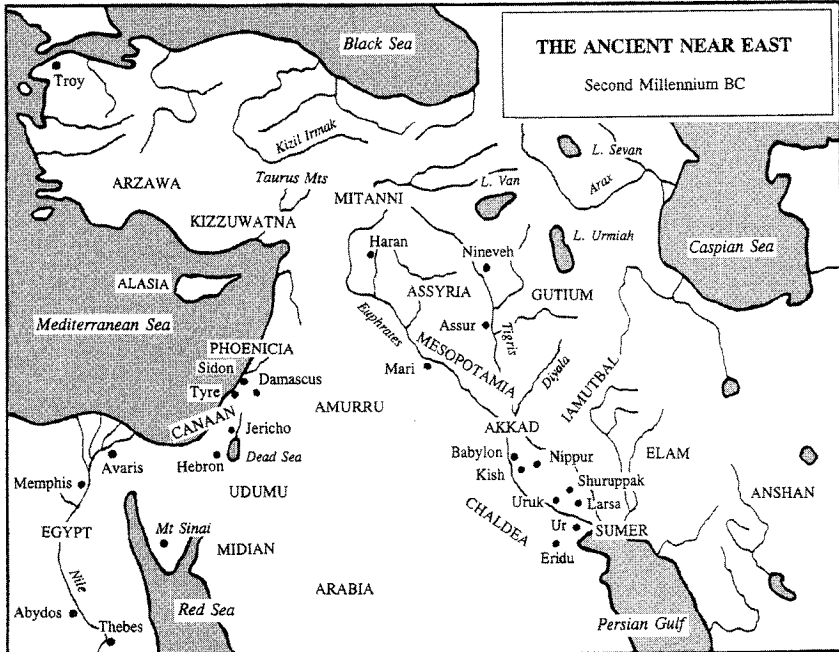 THE ANCIENT NEAR EAST
Second Millennium BC
Black Sea
Troy
Kizil Irmak
L. Sevan
Arax
Taurus Mts
ARZAWA
MITANNI
L. Van
KIZZUWATNA
L. Urmiah
Caspian Sea
Haran
Nineveh
ALASIA
ASSYRIA
GUTIUM
Mediterranean Sea
Euphrates
Assur
Tigris
PHOENICIA
MESOPOTAMIA
Sidon
Mari
Diyala
IAMUTBAL
Damascus
Tyre
AMURRU
CANAAN
Jericho
AKKAD
Avaris
Hebron
Dead Sea
Babylon
Nippur
ELAM
Kish
Memphis
Shuruppak
UDUMU
Uruk
Larsa
ANSHAN
CHALDEA
EGYPT
Mt Sinai
Ur
SUMER
MIDIAN
Eridu
Nile
ARABIA
Abydos
Red Sea
Thebes
Persian Gulf